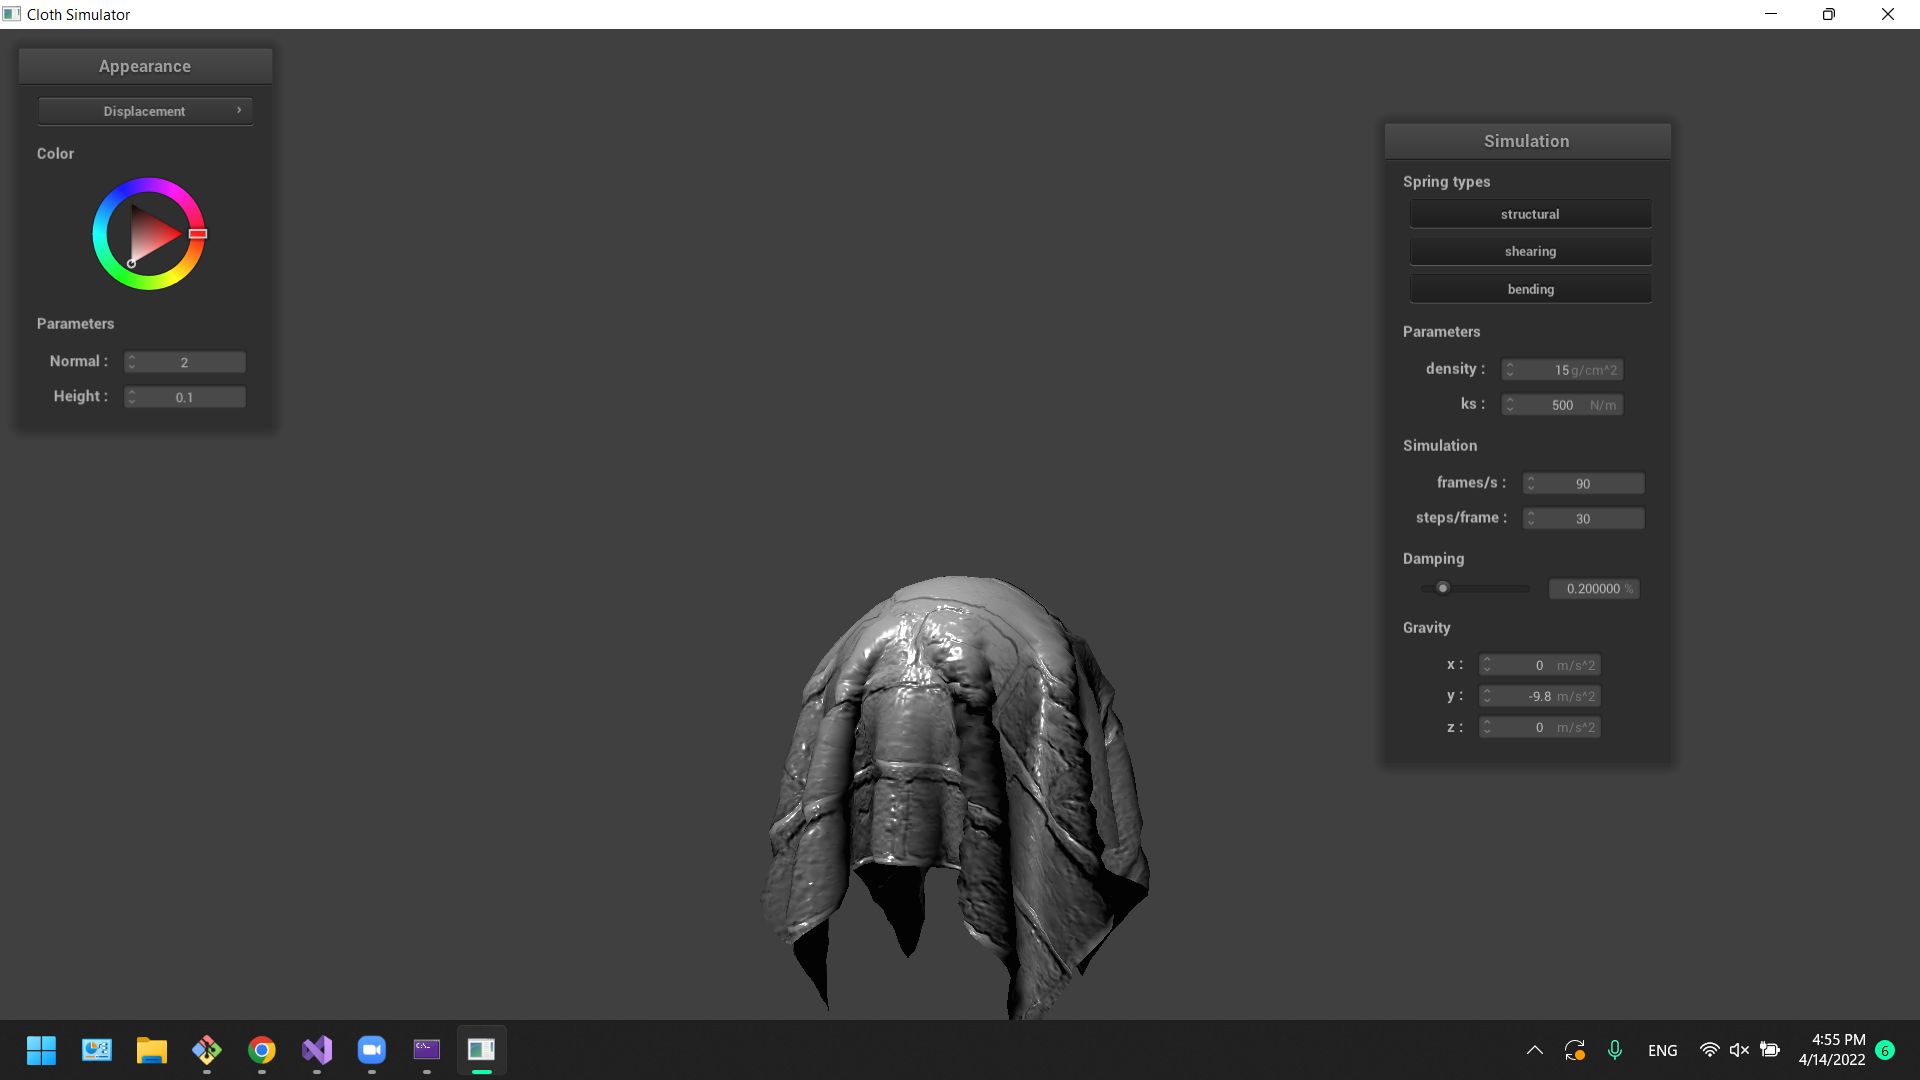 Cloth Simulator
Appearance
Displacement
Color
Parameters
Normal : 2
Height : 0.1
Simulation
Spring types
structural
shearing
bending
Parameters
density : 15 g/cm^2
ks : 500 N/m
Simulation
frames/s : 90
steps/frame : 30
Damping
0.200000 %
Gravity
x : 0 m/s^2
y : -9.8 m/s^2
z : 0 m/s^2
ENG
4:55 PM
4/14/2022
6